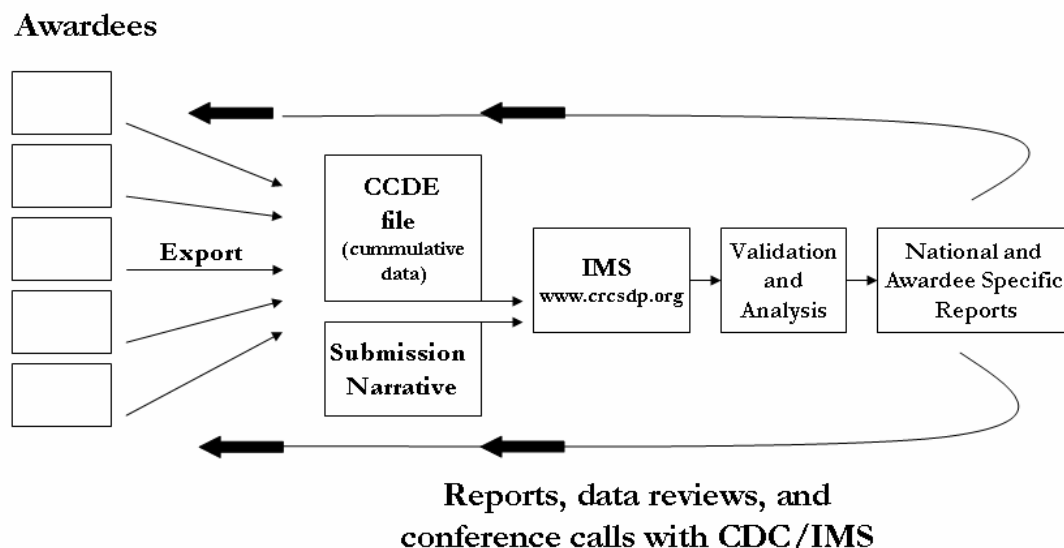 Awardees
Export
CCDE
file
(cummulative
data)
Submission
Narrative
IMS
www.crcsdp.org
Validation
and
Analysis
National and
Awardee Specific
Reports
Reports, data reviews, and
conference calls with CDC/IMS